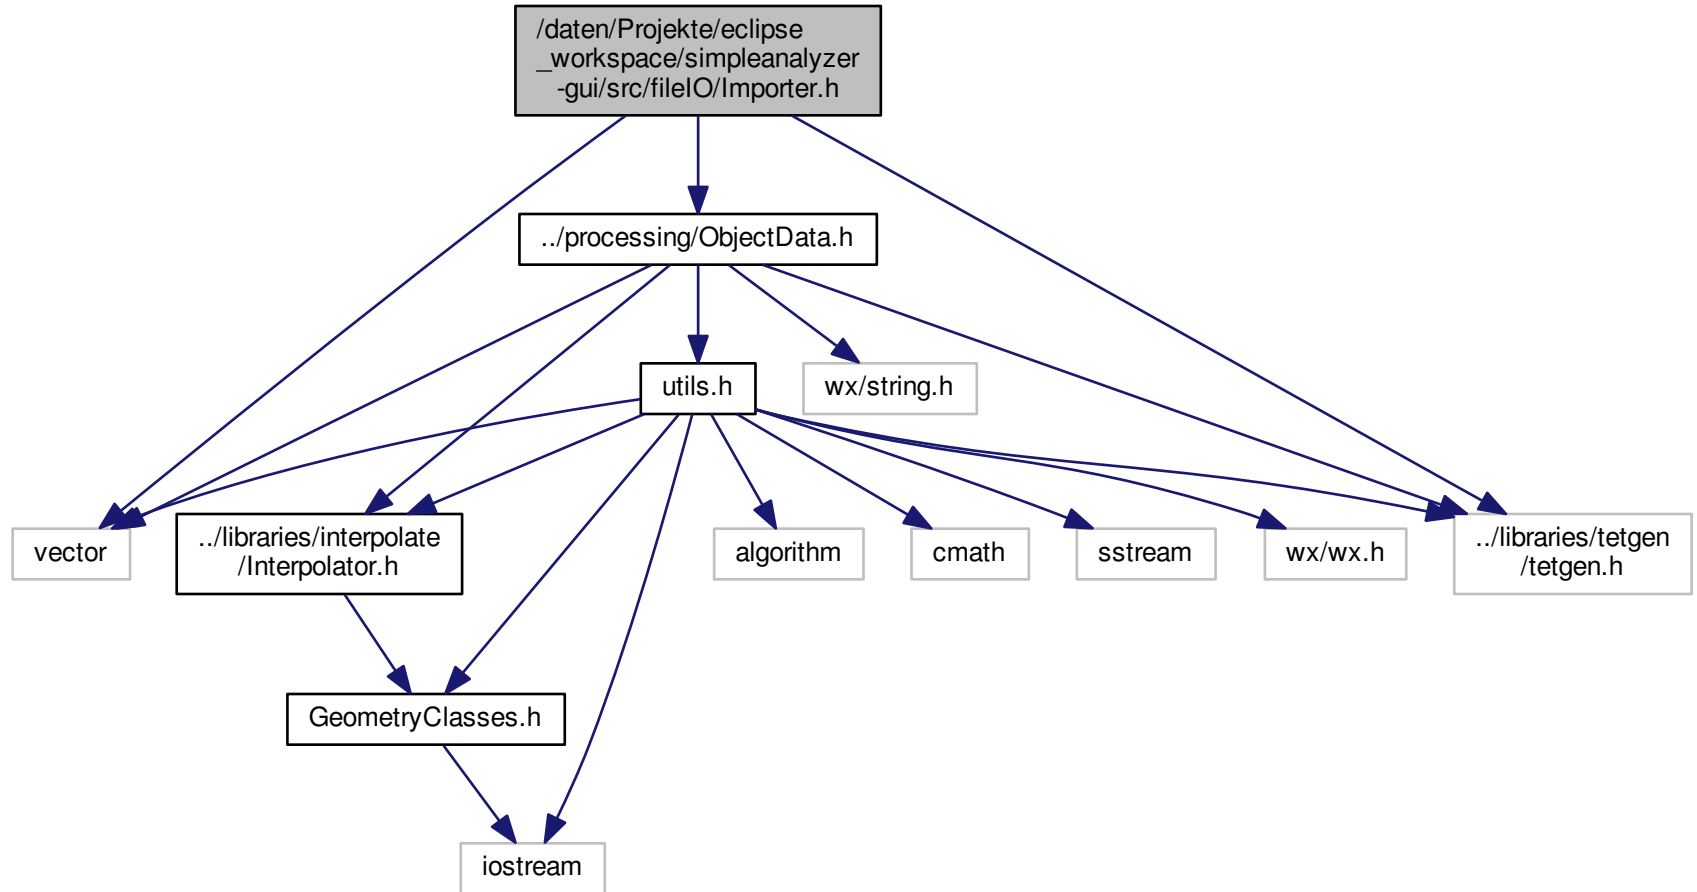 /daten/Projekte/eclipse
_workspace/simpleanalyzer
-gui/src/fileIO/Importer.h
../processing/ObjectData.h
utils.h
wx/string.h
vector
../libraries/interpolate
/Interpolator.h
algorithm
cmath
sstream
wx/wx.h
../libraries/tetgen
/tetgen.h
GeometryClasses.h
iostream